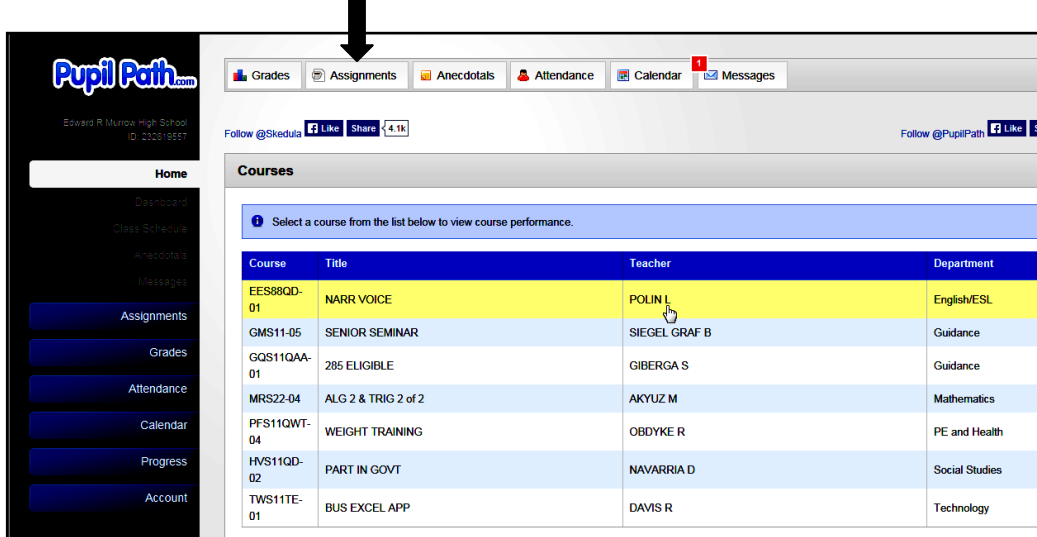 Pupil Path.com
Edward R Murrow High School
ID: 232819557
Home
Dashboard
Class Schedule
Anecdotals
Messages
Assignments
Grades
Attendance
Calendar
Progress
Account
Grades Assignments Anecdotals Attendance Calendar 1 Messages
Follow @Skedula Like Share 4.1k Follow @PupilPath Like
Courses
Select a course from the list below to view course performance.
Course Title Teacher Department
EES88QD-01 NARR VOICE POLIN L English/ESL
GMS11-05 SENIOR SEMINAR SIEGEL GRAF B Guidance
GQS11QAA-01 285 ELIGIBLE GIBERGA S Guidance
MRS22-04 ALG 2 & TRIG 2 of 2 AKYUZ M Mathematics
PFS11QWT-04 WEIGHT TRAINING OBDYKE R PE and Health
HVS11QD-02 PART IN GOVT NAVARRIA D Social Studies
TWS11TE-01 BUS EXCEL APP DAVIS R Technology